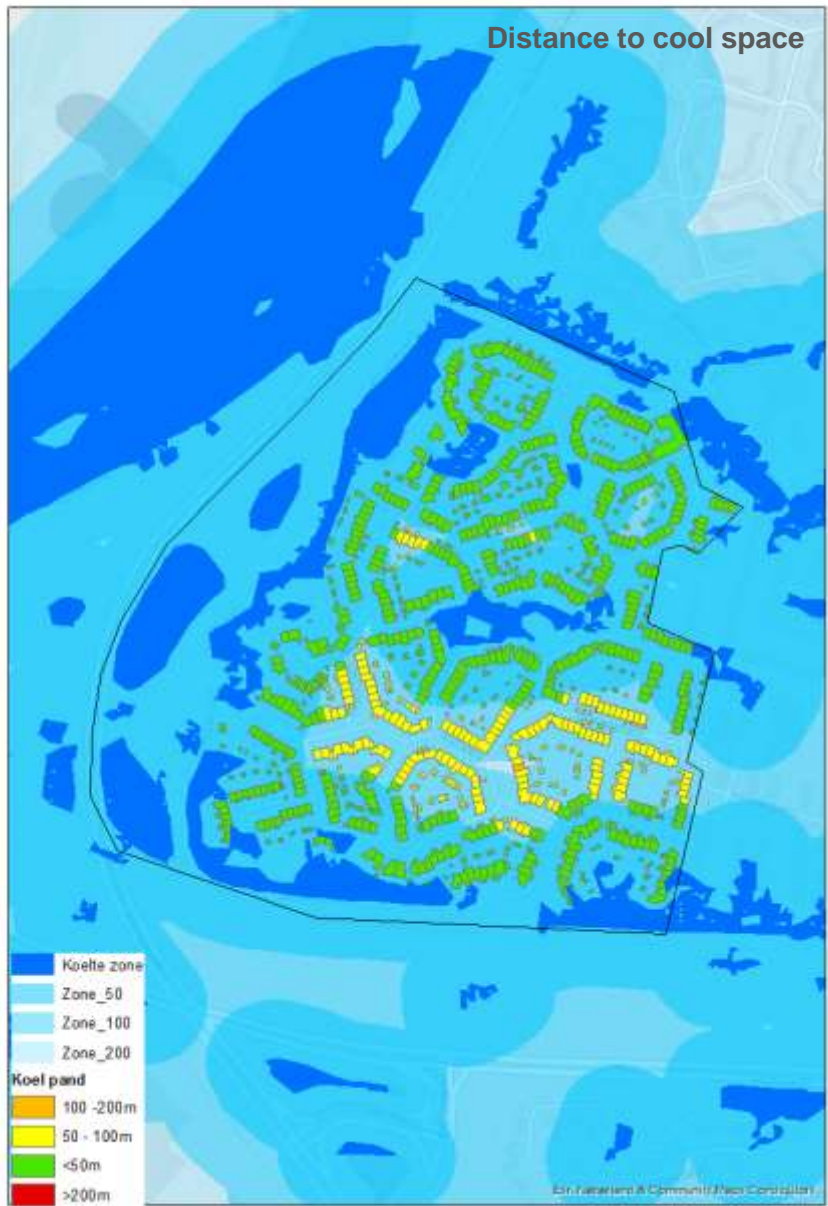 Distance to cool space
Koelte zone
Zone_50
Zone_100
Zone_200
Koel pand
100 -200m
50 - 100m
<50m
>200m